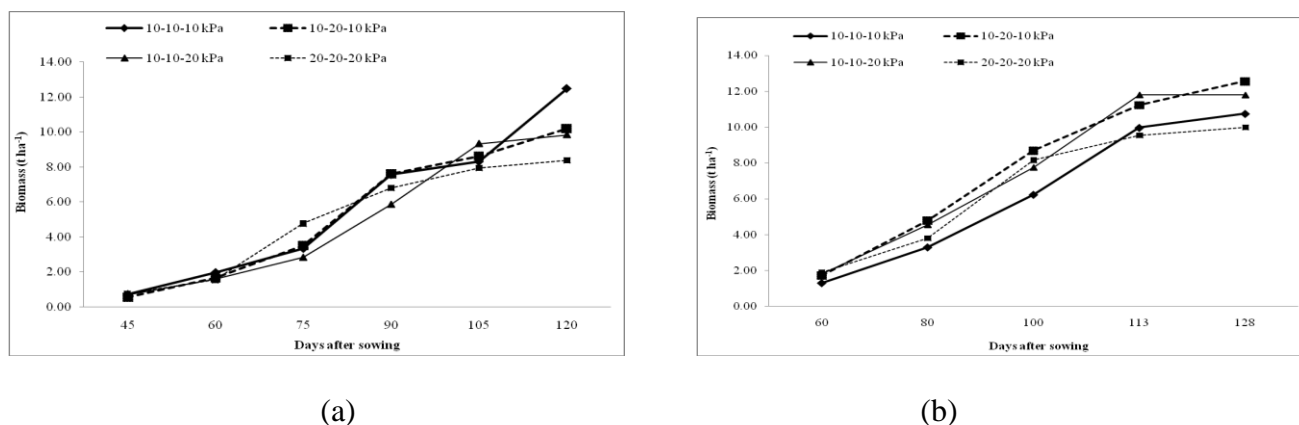 10-10-10 kPa 10-20-10 kPa
10-10-20 kPa 20-20-20 kPa
14.00
12.00
10.00
8.00
6.00
4.00
2.00
0.00
Biomass (t ha⁻¹)
45 60 75 90 105 120
Days after sowing
(a)
10-10-10 kPa 10-20-10 kPa
10-10-20 kPa 20-20-20 kPa
14.00
12.00
10.00
8.00
6.00
4.00
2.00
0.00
Biomass (t ha⁻¹)
60 80 100 113 128
Days after sowing
(b)